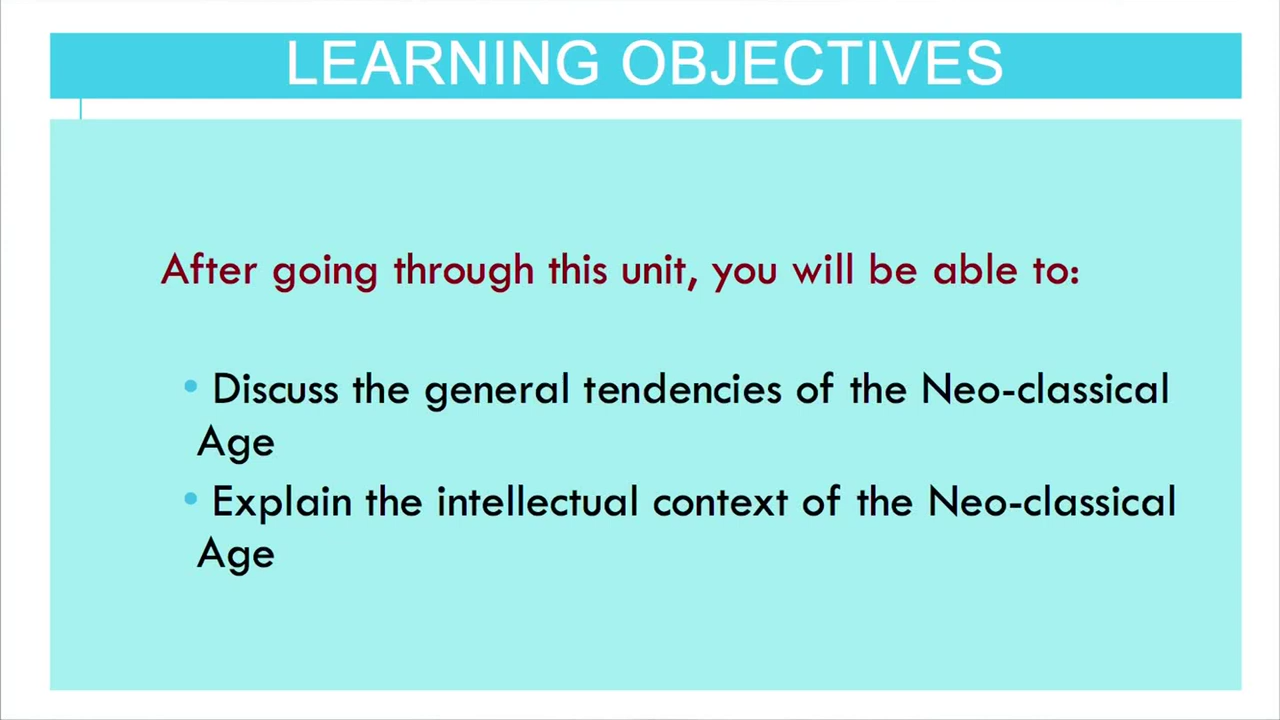 LEARNING OBJECTIVES
After going through this unit, you will be able to:
• Discuss the general tendencies of the Neo-classical
Age
• Explain the intellectual context of the Neo-classical
Age